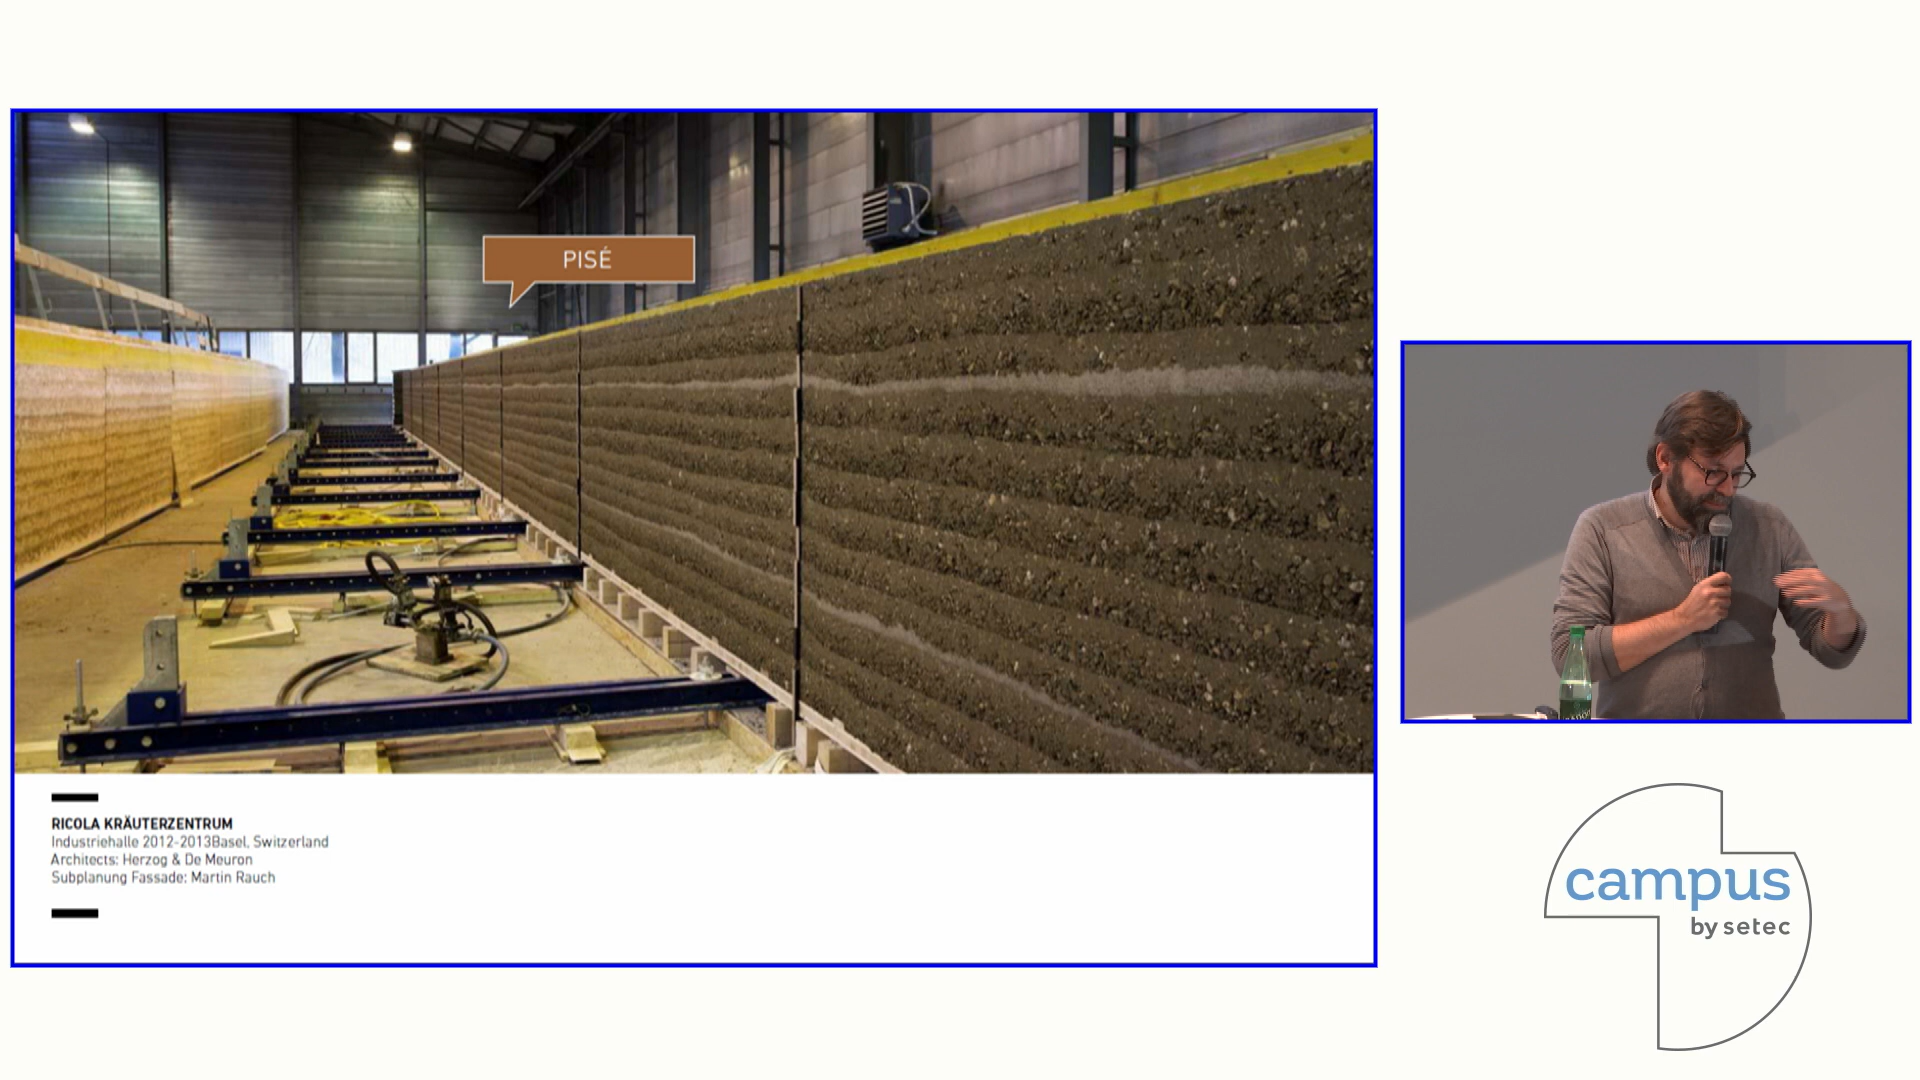 PISÉ
RICOLA KRÄUTERZENTRUM
Industriehalle 2012-2013Basel, Switzerland
Architects: Herzog & De Meuron
Subplanung Fassade: Martin Rauch
campus
by setec